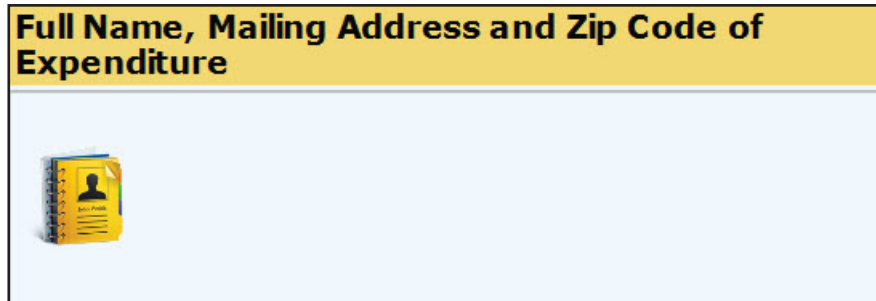 Full Name, Mailing Address and Zip Code of
Expenditure